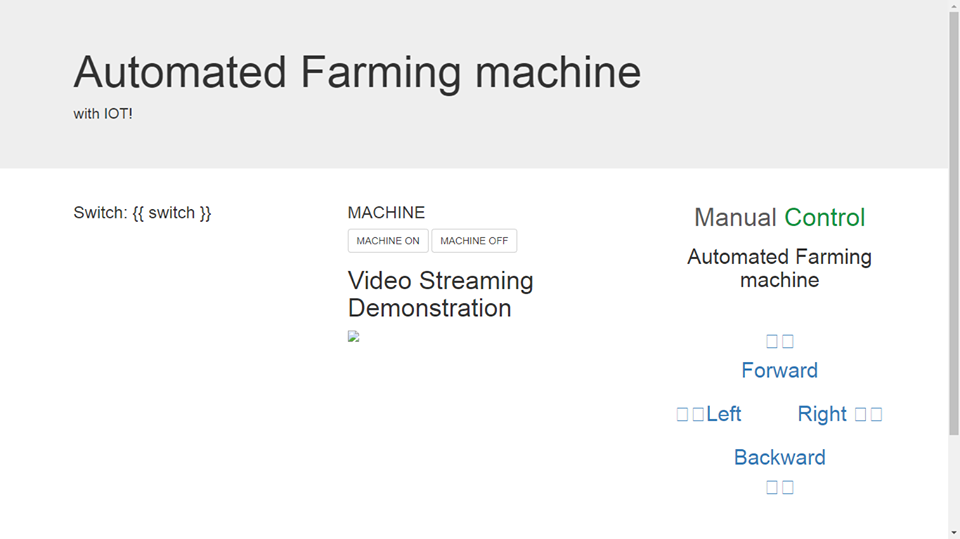 Automated Farming machine
with IOT!
Switch: {{ switch }}
MACHINE
MACHINE ON MACHINE OFF
Video Streaming
Demonstration
Manual Control
Automated Farming
machine
Forward
Left Right
Backward